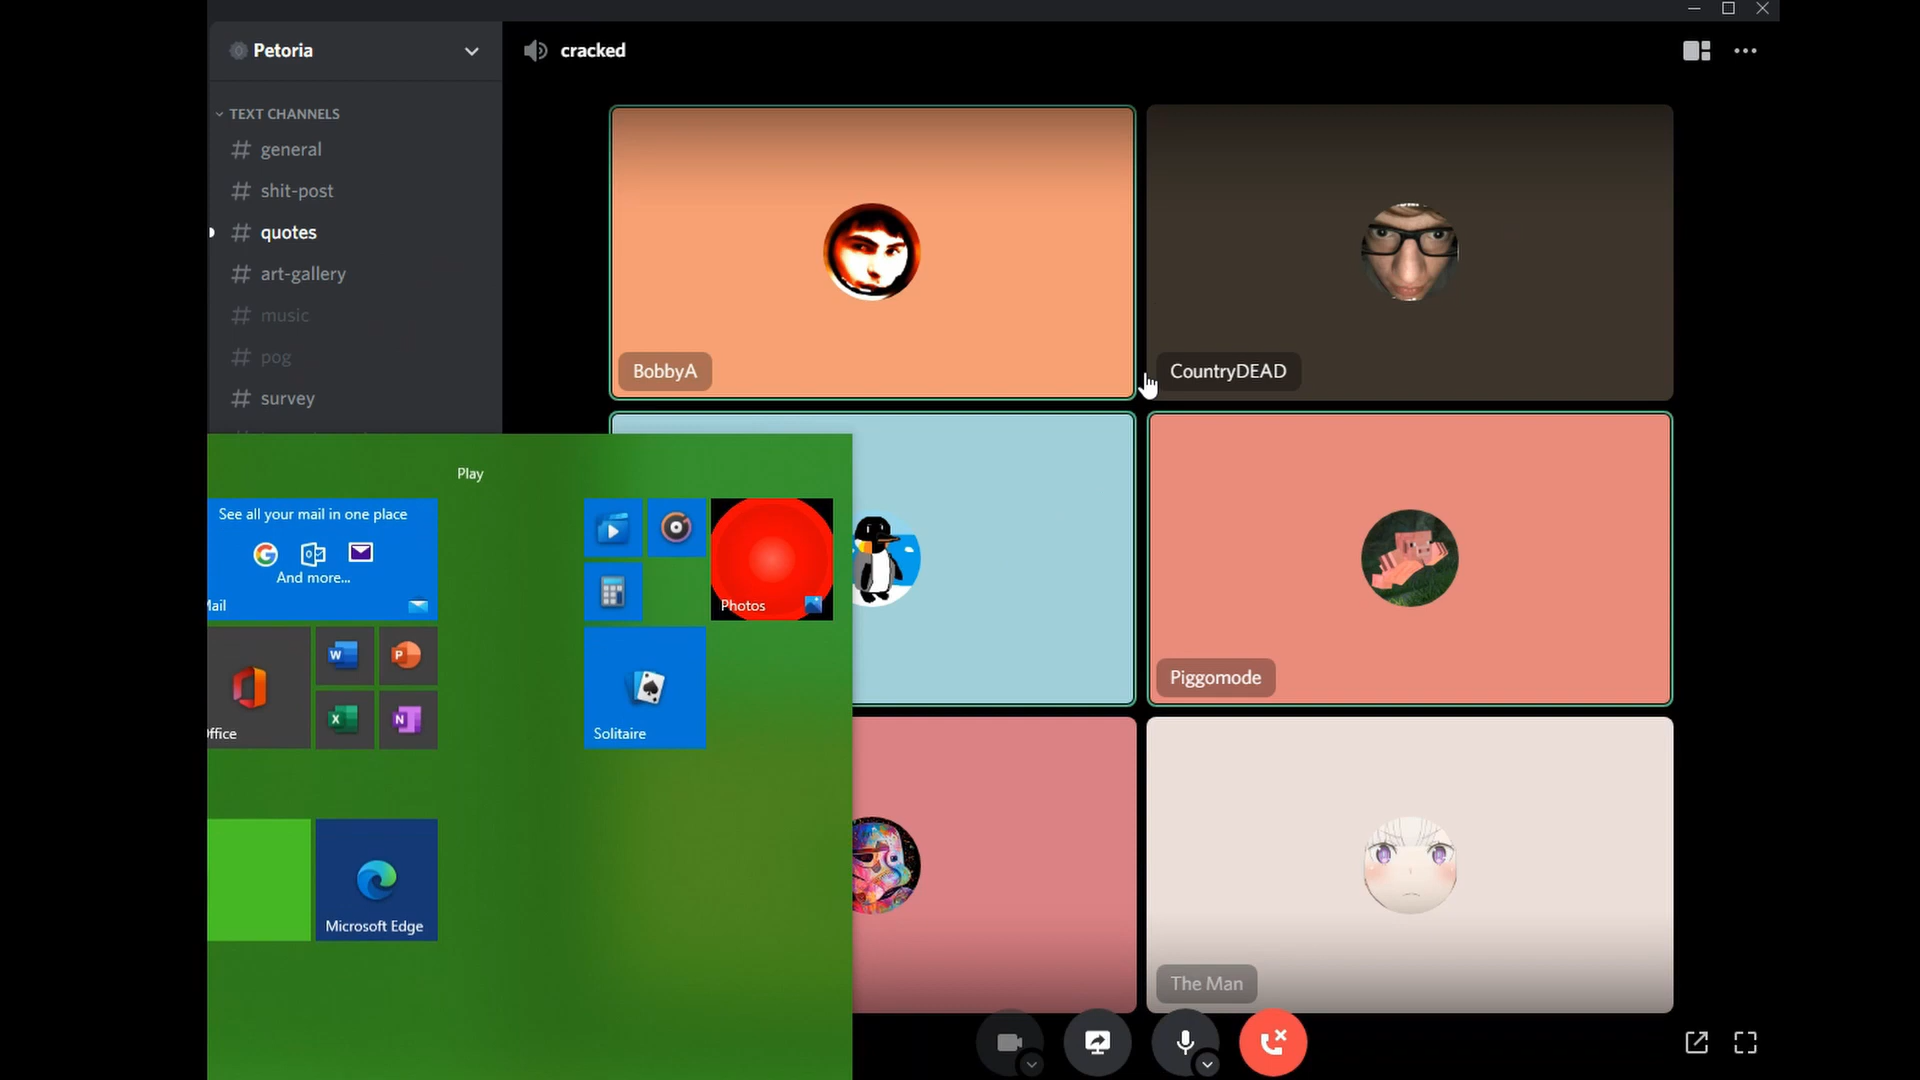 Petoria
cracked
TEXT CHANNELS
general
shit-post
quotes
art-gallery
music
pog
survey
BobbyA
CountryDEAD
Piggomode
The Man
Play
See all your mail in one place
And more...
ail
Photos
ffice
Solitaire
Microsoft Edge